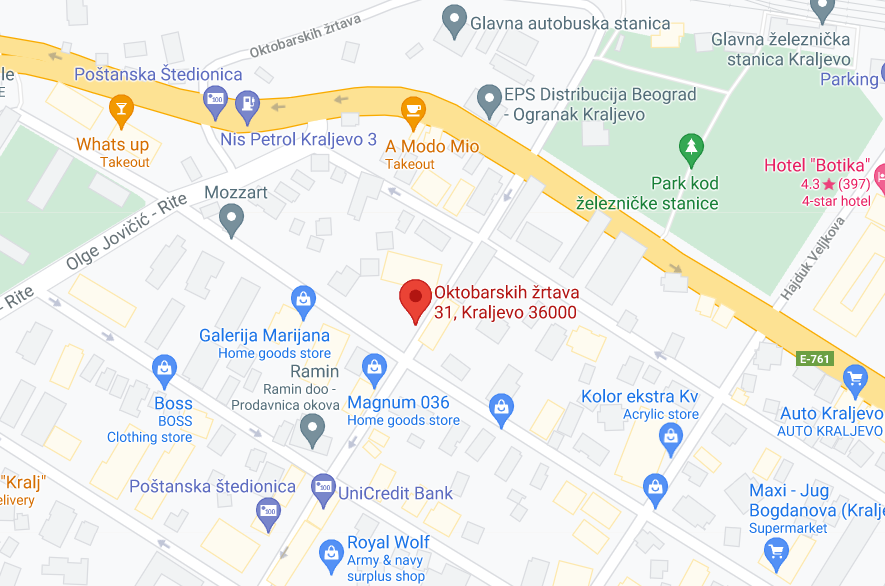 Glavna autobuska stanica
Oktobarskih žrtava
Glavna železnička
stanica Kraljevo
Parking
Poštanska Štedionica
EPS Distribucija Beograd
- Ogranak Kraljevo
Nis Petrol Kraljevo 3
Whats up
Takeout
A Modo Mio
Takeout
Hotel "Botika"
4.3★(397)
4-star hotel
Park kod
železničke stanice
Mozzart
Olge Jovičić - Rite
Hajduk Veljkova
- Rite
Oktobarskih žrtava
31, Kraljevo 36000
Galerija Marijana
Home goods store
E-761
Ramin
Ramin doo -
Prodavnica okova
Magnum 036
Home goods store
Boss
BOSS
Clothing store
Kolor ekstra Kv
Acrylic store
Auto Kraljevo
AUTO KRALJEVO
"Kralj"
Poštanska štedionica
UniCredit Bank
Maxi - Jug
Bogdanova (Kralje
Supermarket
Royal Wolf
Army & navy
surplus shop